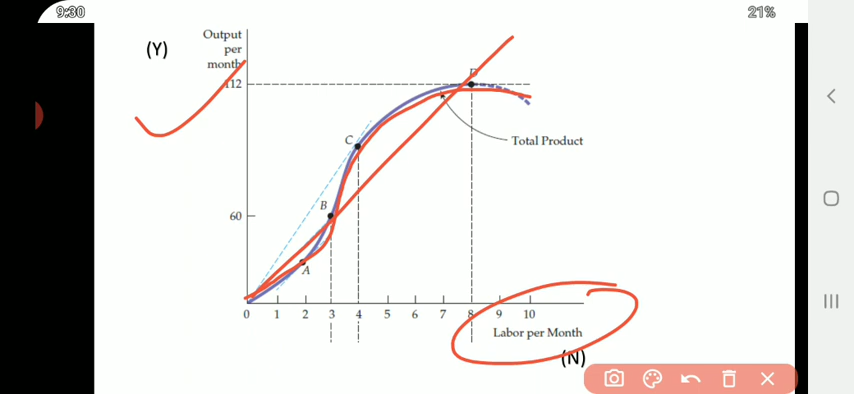 9:30
21%
(Y)
Output
per
month
112
C
Total Product
B
60
A
0 1 2 3 4 5 6 7 8 9 10
Labor per Month
(N)